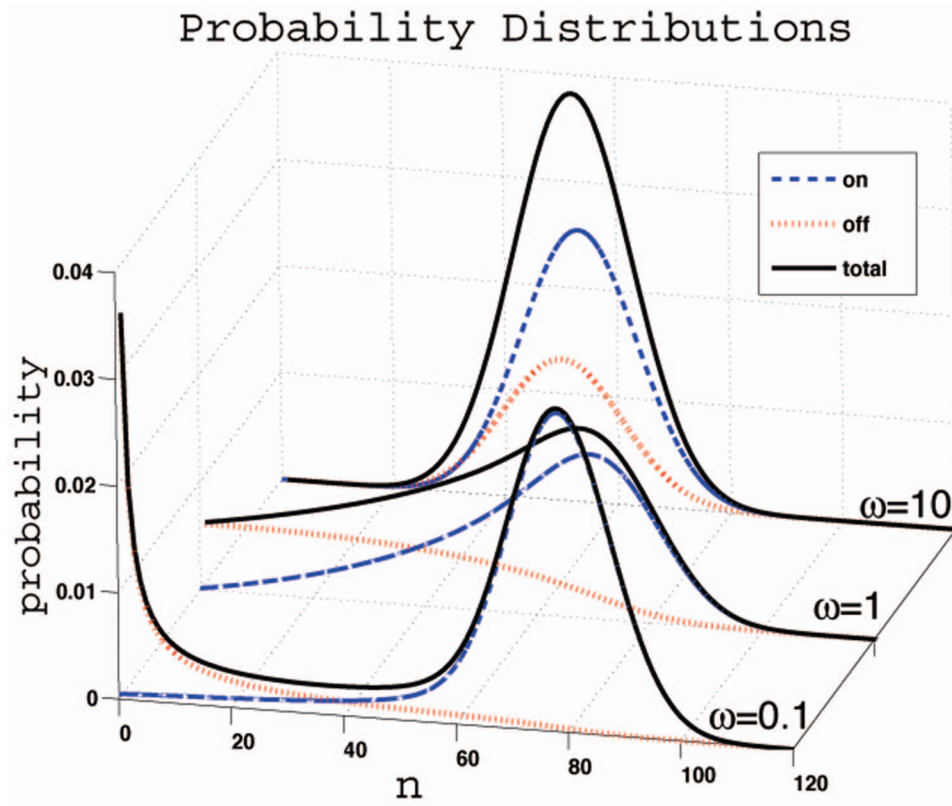 Probability Distributions
on
off
total
0.04
0.03
0.02
0.01
0
probability
ω=10
ω=1
ω=0.1
0 20 40 60 80 100 120
n